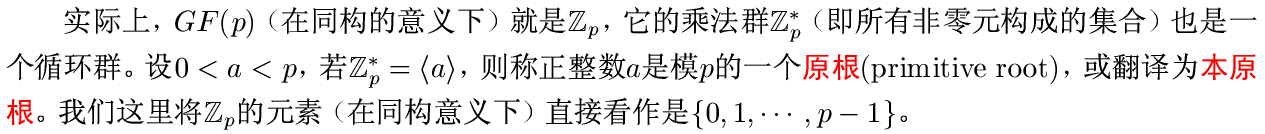 实际上，GF(p)（在同构的意义下）就是ℤₚ，它的乘法群ℤₚ*（即所有非零元构成的集合）也是一
个循环群。设0 < a < p，若ℤₚ* = ⟨a⟩，则称正整数a是模p的一个原根(primitive root)，或翻译为本原
根。我们这里将ℤₚ的元素（在同构意义下）直接看作是{0, 1, ⋯ , p − 1}。